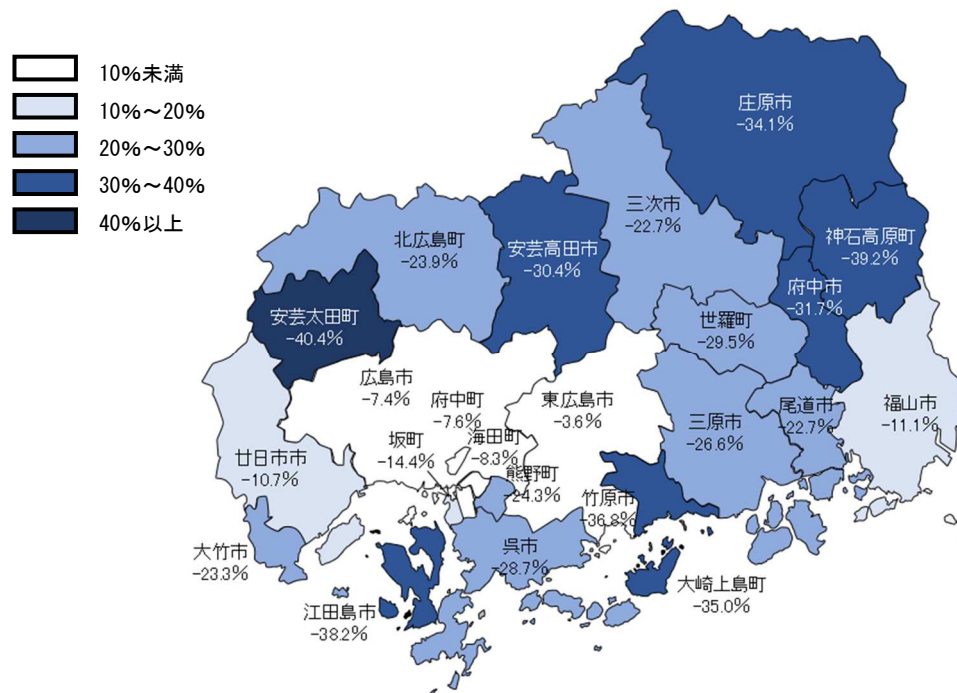 10%未満
10%～20%
20%～30%
30%～40%
40%以上
庄原市
-34.1%
三次市
-22.7%
神石高原町
-39.2%
北広島町
-23.9%
安芸高田市
-30.4%
府中市
-31.7%
安芸太田町
-40.4%
世羅町
-29.5%
広島市
-7.4%
府中町
-7.6%
東広島市
-3.6%
三原市
-26.6%
尾道市
-22.7%
福山市
-11.1%
坂町
-14.4%
海田町
-8.3%
廿日市市
-10.7%
熊野町
-24.3%
竹原市
-36.8%
大竹市
-23.3%
呉市
-28.7%
大崎上島町
-35.0%
江田島市
-38.2%